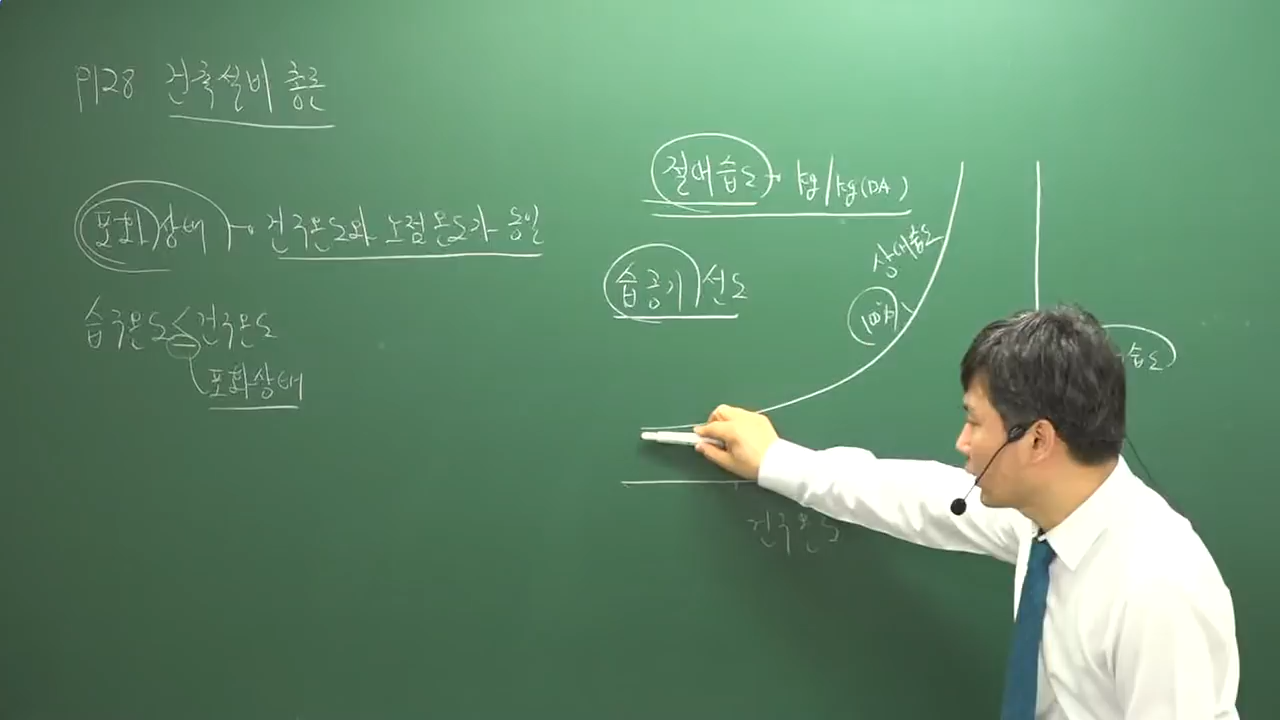 P128 건축설비 총론
포화상태 → 건구온도와 노점온도가 동일
습구온도 ≤ 건구온도
포화상태
절대습도 → kg/kg(DA)
습공기선도
상대습도
100%
습도
건구온도